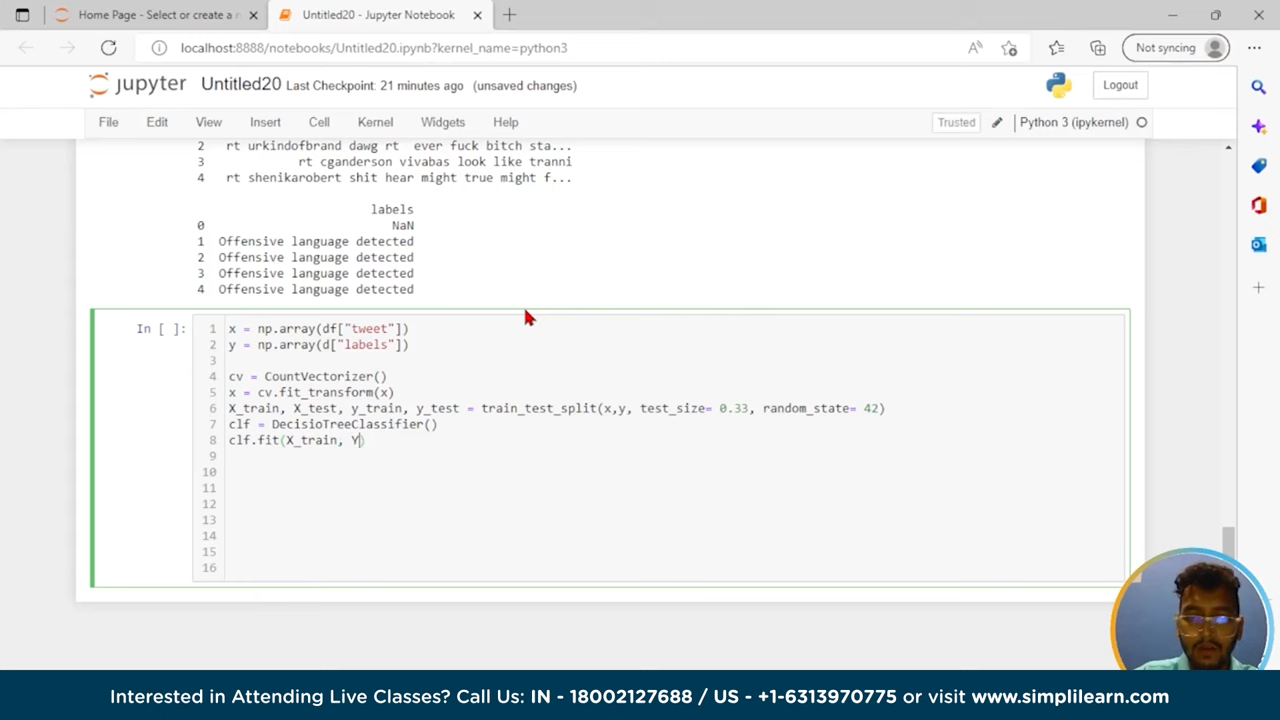 Home Page - Select or create a n
Untitled20 - Jupyter Notebook
localhost:8888/notebooks/Untitled20.ipynb?kernel_name=python3
Not syncing
jupyter Untitled20 Last Checkpoint: 21 minutes ago (unsaved changes)
Logout
File Edit View Insert Cell Kernel Widgets Help
Trusted
Python 3 (ipykernel)
2 rt urkindofbrand dawg rt ever fuck bitch sta...
3 rt cganderson vivabas look like tranni
4 rt shenikarobert shit hear might true might f...
labels
0 NaN
1 Offensive language detected
2 Offensive language detected
3 Offensive language detected
4 Offensive language detected
In [ ]:
1 x = np.array(df["tweet"])
2 y = np.array(d["labels"])
3
4 cv = CountVectorizer()
5 x = cv.fit_transform(x)
6 X_train, X_test, y_train, y_test = train_test_split(x,y, test_size= 0.33, random_state= 42)
7 clf = DecisioTreeClassifier()
8 clf.fit(X_train, Y)
9
10
11
12
13
14
15
16
Interested in Attending Live Classes? Call Us: IN - 18002127688 / US - +1-6313970775 or visit www.simplilearn.com